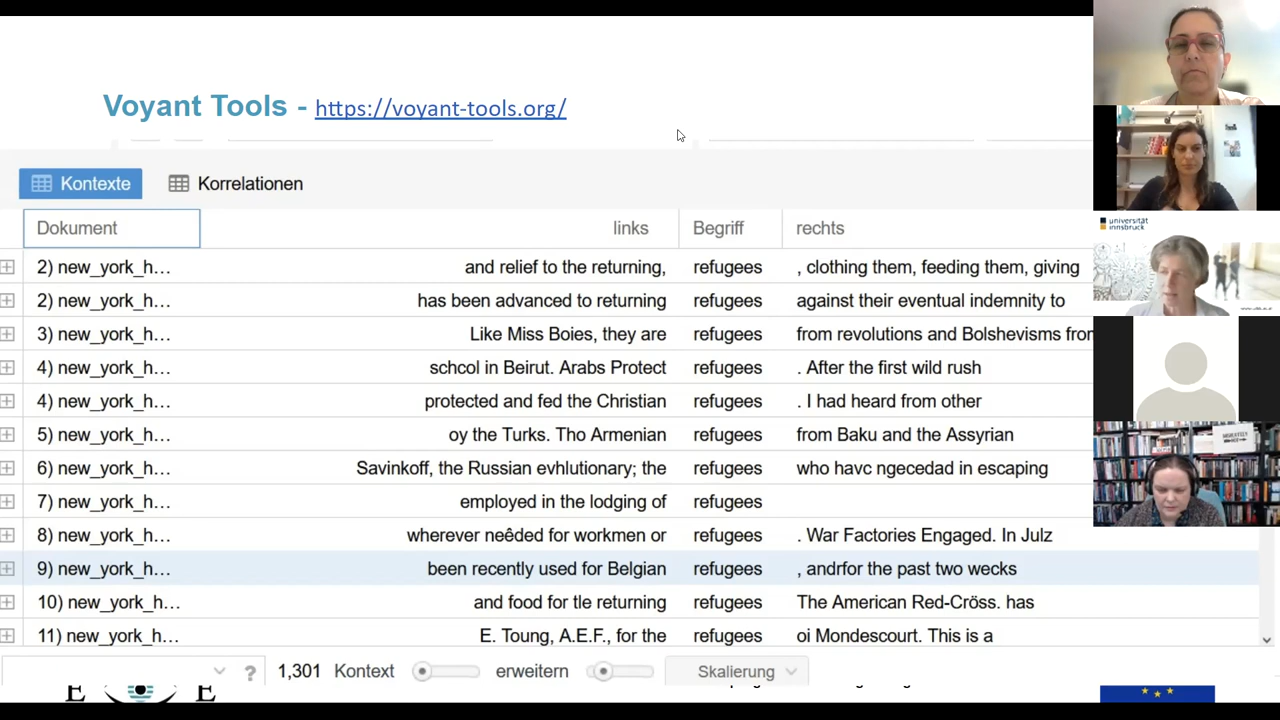 Voyant Tools - https://voyant-tools.org/
Kontexte Korrelationen
Dokument links Begriff rechts
2) new_york_h... and relief to the returning, refugees , clothing them, feeding them, giving
2) new_york_h... has been advanced to returning refugees against their eventual indemnity to
3) new_york_h... Like Miss Boies, they are refugees from revolutions and Bolshevisms from
4) new_york_h... schcol in Beirut. Arabs Protect refugees . After the first wild rush
4) new_york_h... protected and fed the Christian refugees . I had heard from other
5) new_york_h... oy the Turks. Tho Armenian refugees from Baku and the Assyrian
6) new_york_h... Savinkoff, the Russian evhlutionary; the refugees who havc ngecedad in escaping
7) new_york_h... employed in the lodging of refugees
8) new_york_h... wherever neêded for workmen or refugees . War Factories Engaged. In Julz
9) new_york_h... been recently used for Belgian refugees , andrfor the past two wecks
10) new_york_h... and food for tle returning refugees The American Red-Cröss. has
11) new_york_h... E. Toung, A.E.F., for the refugees oi Mondescourt. This is a
? 1,301 Kontext erweitern Skalierung
E E
universität
innsbruck